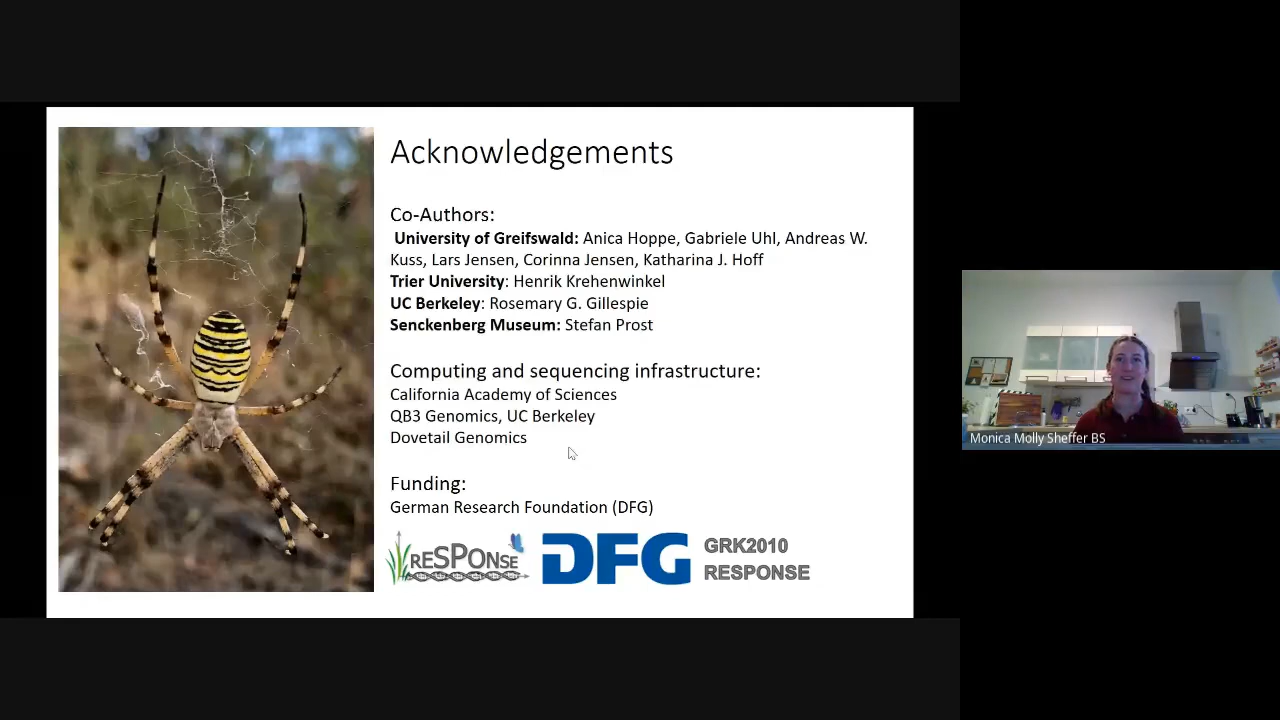 Acknowledgements
Co-Authors:
University of Greifswald: Anica Hoppe, Gabriele Uhl, Andreas W.
Kuss, Lars Jensen, Corinna Jensen, Katharina J. Hoff
Trier University: Henrik Krehenwinkel
UC Berkeley: Rosemary G. Gillespie
Senckenberg Museum: Stefan Prost
Computing and sequencing infrastructure:
California Academy of Sciences
QB3 Genomics, UC Berkeley
Dovetail Genomics
Funding:
German Research Foundation (DFG)
RESPONSE
DFG
GRK2010
RESPONSE
Monica Molly Sheffer BS